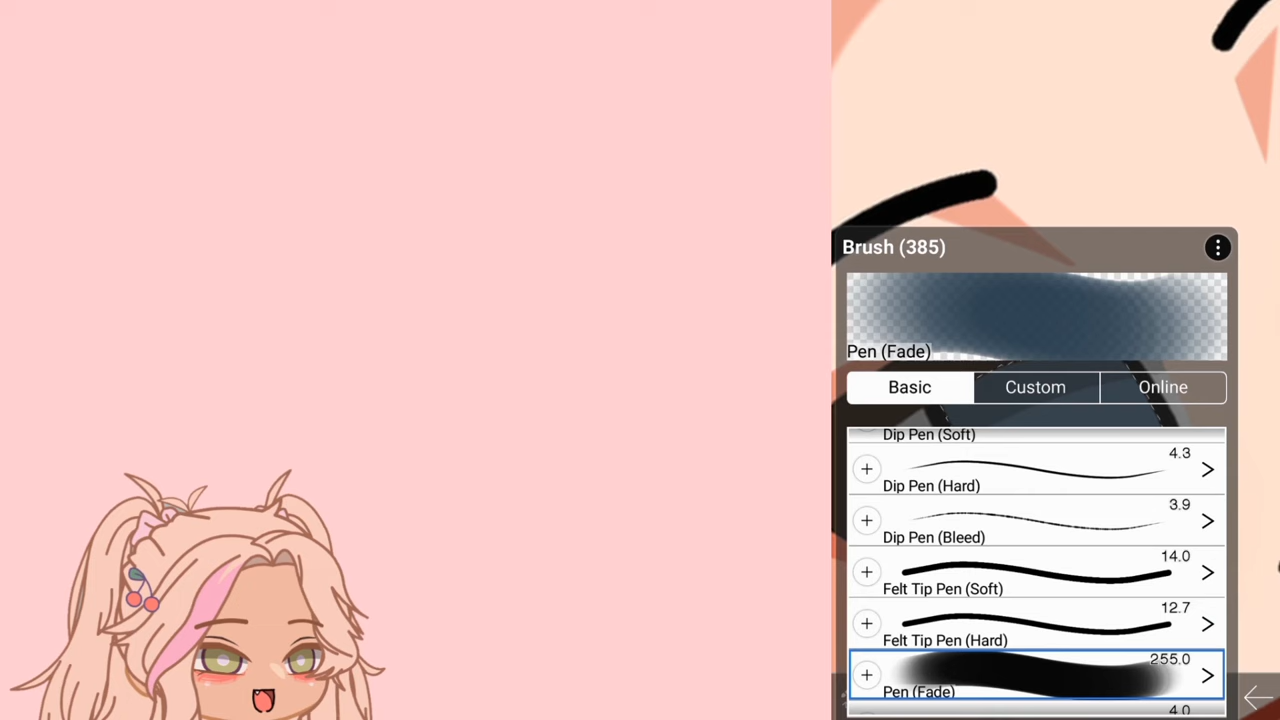 Brush (385)
Pen (Fade)
Basic Custom Online
Dip Pen (Soft)
4.3
Dip Pen (Hard)
3.9
Dip Pen (Bleed)
14.0
Felt Tip Pen (Soft)
12.7
Felt Tip Pen (Hard)
255.0
Pen (Fade)
4.0